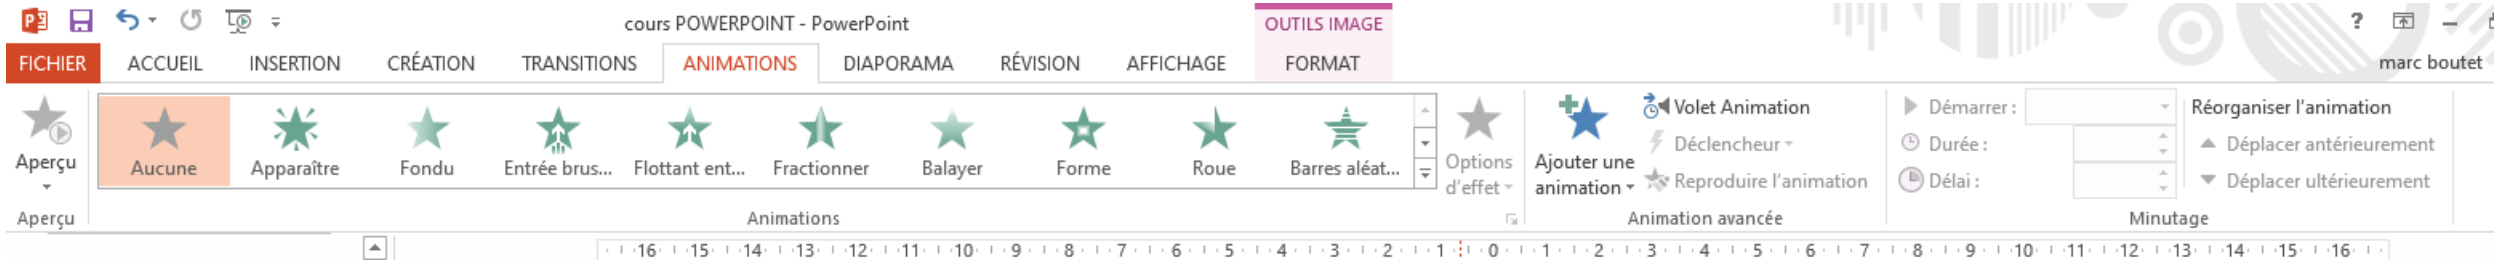 cours POWERPOINT - PowerPoint
OUTILS IMAGE
?
FICHIER ACCUEIL INSERTION CRÉATION TRANSITIONS ANIMATIONS DIAPORAMA RÉVISION AFFICHAGE FORMAT marc boutet
Aperçu
Aucune Apparaître Fondu Entrée brus... Flottant ent... Fractionner Balayer Forme Roue Barres aléat...
Options
d'effet
Ajouter une
animation
Volet Animation
Déclencheur
Reproduire l'animation
Démarrer :
Durée :
Délai :
Réorganiser l'animation
Déplacer antérieurement
Déplacer ultérieurement
Aperçu Animations Animation avancée Minutage
16 15 14 13 12 11 10 9 8 7 6 5 4 3 2 1 0 1 2 3 4 5 6 7 8 9 10 11 12 13 14 15 16